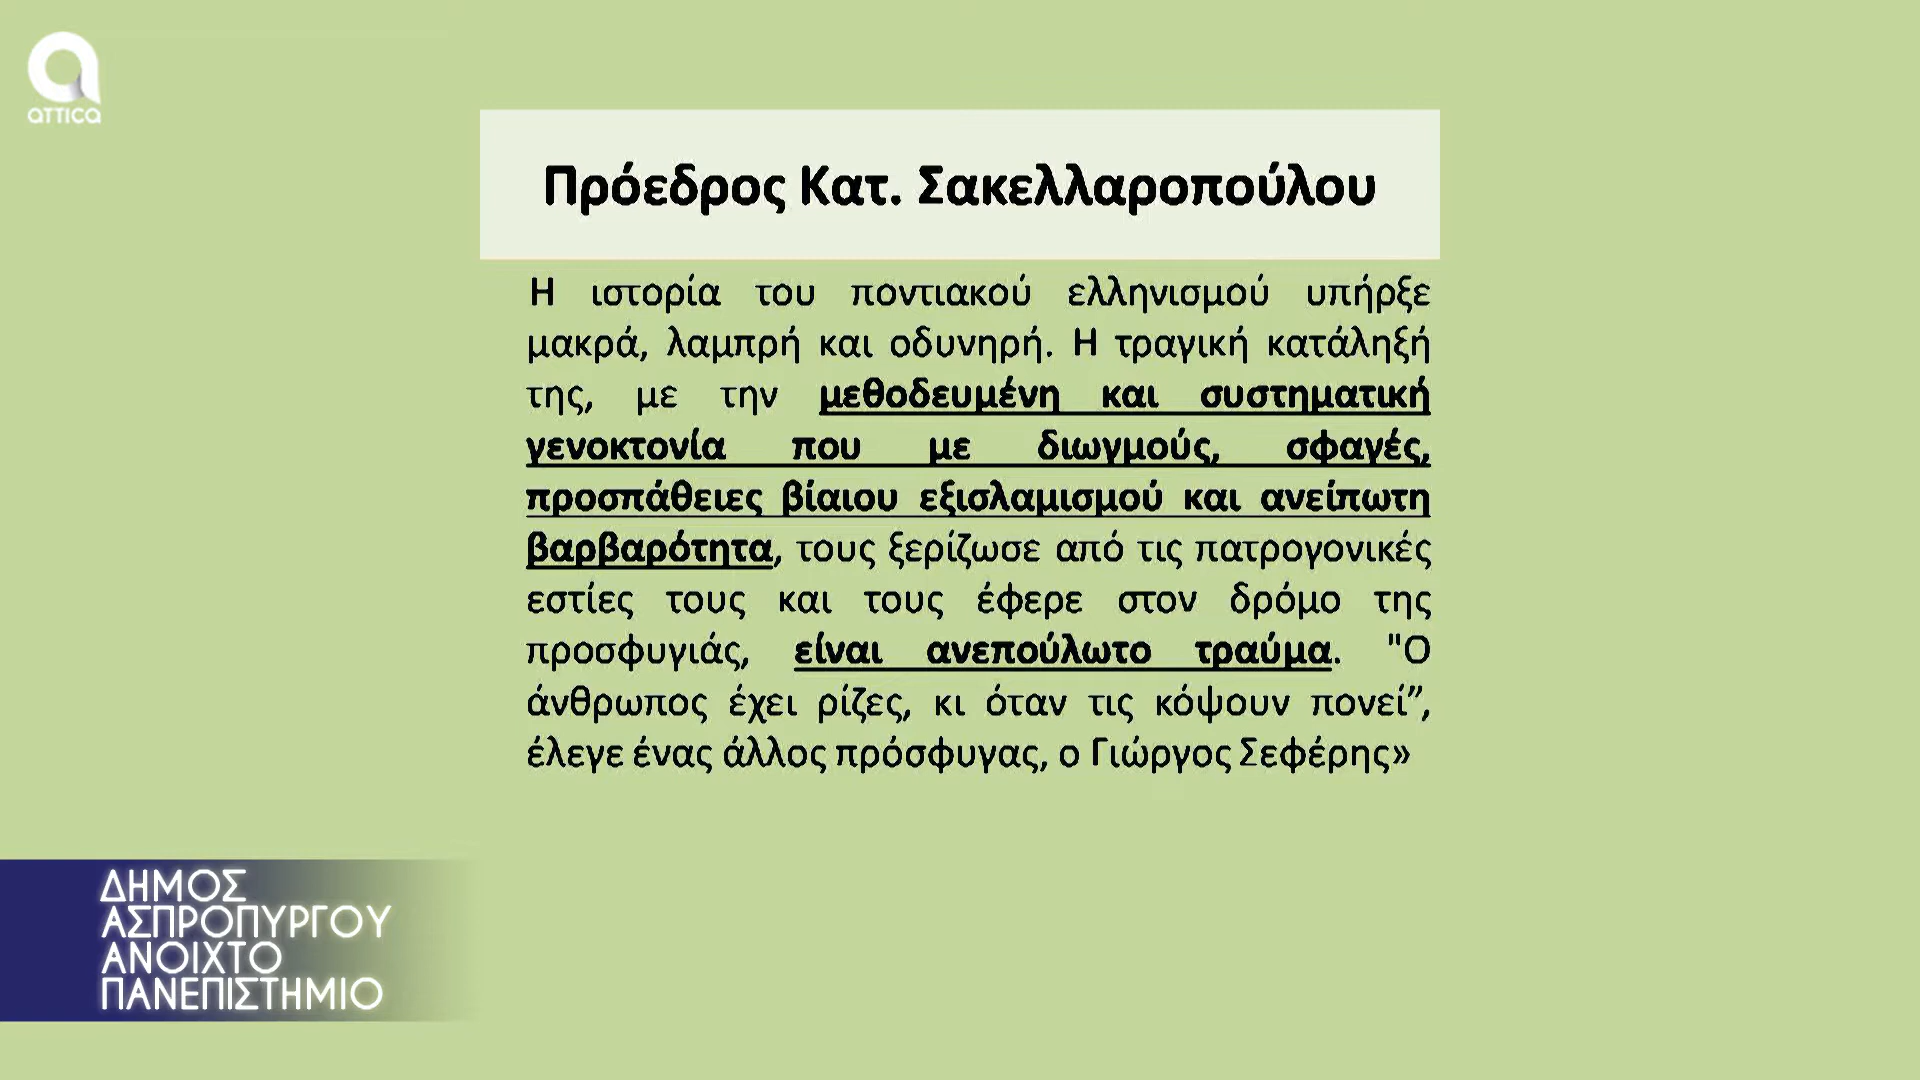 αττιca
Πρόεδρος Κατ. Σακελλαροπούλου
Η ιστορία του ποντιακού ελληνισμού υπήρξε
μακρά, λαμπρή και οδυνηρή. Η τραγική κατάληξή
της, με την μεθοδευμένη και συστηματική
γενοκτονία που με διωγμούς, σφαγές,
προσπάθειες βίαιου εξισλαμισμού και ανείπωτη
βαρβαρότητα, τους ξερίζωσε από τις πατρογονικές
εστίες τους και τους έφερε στον δρόμο της
προσφυγιάς, είναι ανεπούλωτο τραύμα. "Ο
άνθρωπος έχει ρίζες, κι όταν τις κόψουν πονεί”,
έλεγε ένας άλλος πρόσφυγας, ο Γιώργος Σεφέρης»
ΔΗΜΟΣ
ΑΣΠΡΟΠΥΡΓΟΥ
ΑΝΟΙΧΤΟ
ΠΑΝΕΠΙΣΤΗΜΙΟ